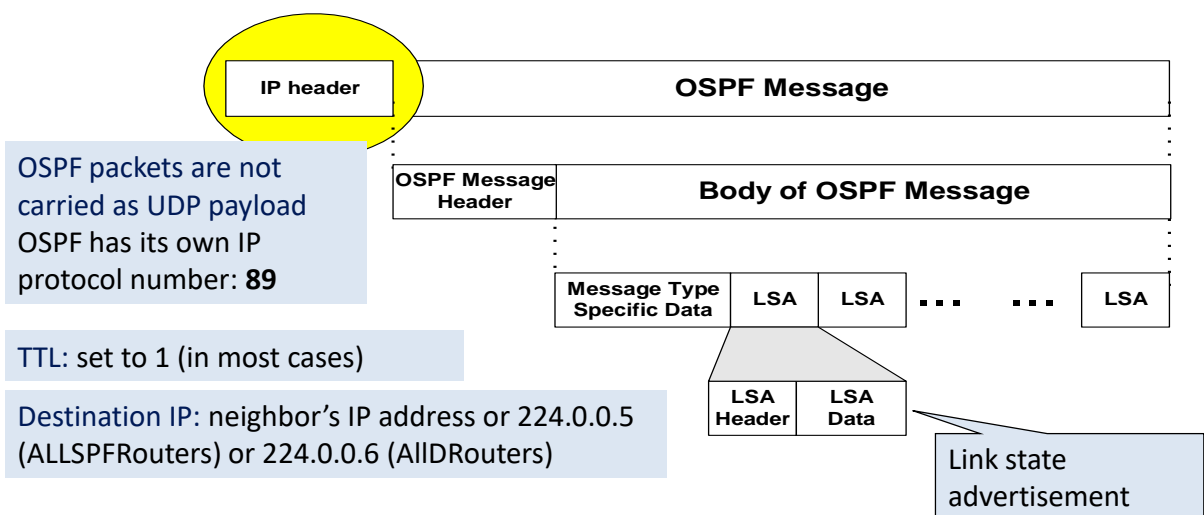 IP header
OSPF Message
OSPF packets are not
carried as UDP payload
OSPF has its own IP
protocol number: 89
OSPF Message
Header
Body of OSPF Message
Message Type
Specific Data
LSA
LSA
LSA
TTL: set to 1 (in most cases)
Destination IP: neighbor's IP address or 224.0.0.5
(ALLSPFRouters) or 224.0.0.6 (AllDRouters)
LSA
Header
LSA
Data
Link state
advertisement